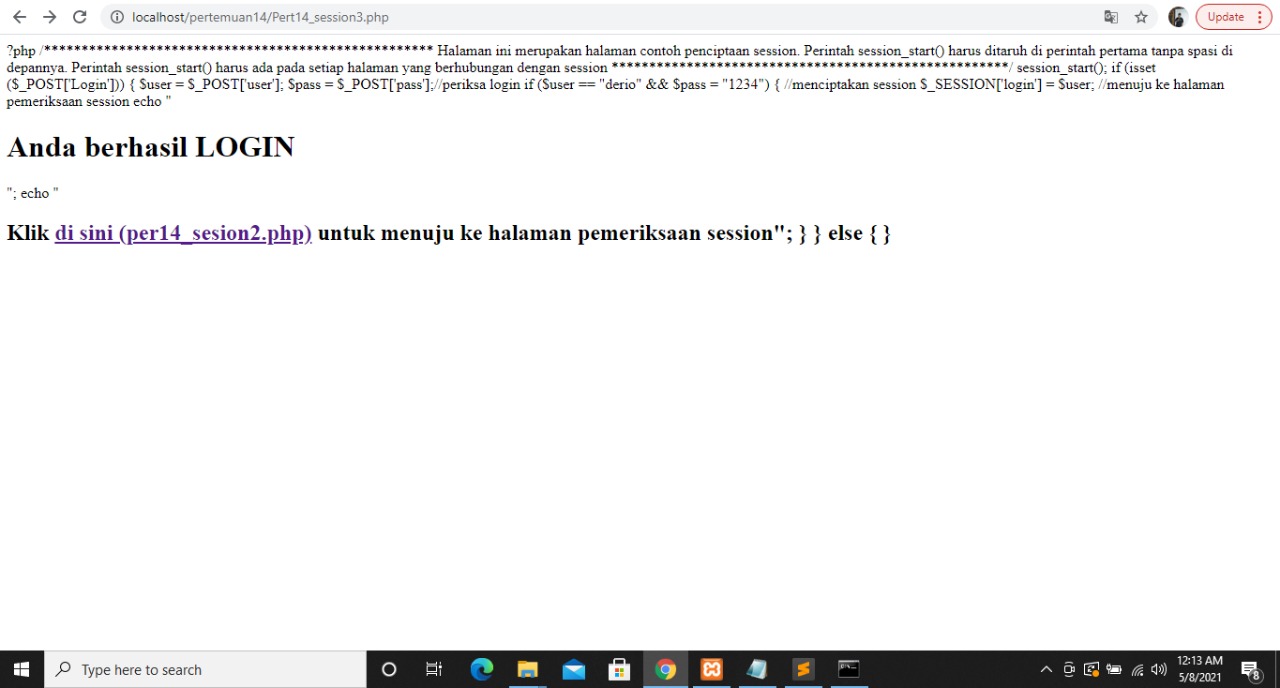 localhost/pertemuan14/Pert14_session3.php
Update
?php /**************************************************** Halaman ini merupakan halaman contoh penciptaan session. Perintah session_start() harus ditaruh di perintah pertama tanpa spasi di
depannya. Perintah session_start() harus ada pada setiap halaman yang berhubungan dengan session *****************************************************/ session_start(); if (isset
($_POST['Login'])) { $user = $_POST['user']; $pass = $_POST['pass'];//periksa login if ($user == "derio" && $pass = "1234") { //menciptakan session $_SESSION['login'] = $user; //menuju ke halaman
pemeriksaan session echo "
Anda berhasil LOGIN
"; echo "
Klik di sini (per14_sesion2.php) untuk menuju ke halaman pemeriksaan session"; } } else { }
Type here to search
12:13 AM
5/8/2021
8